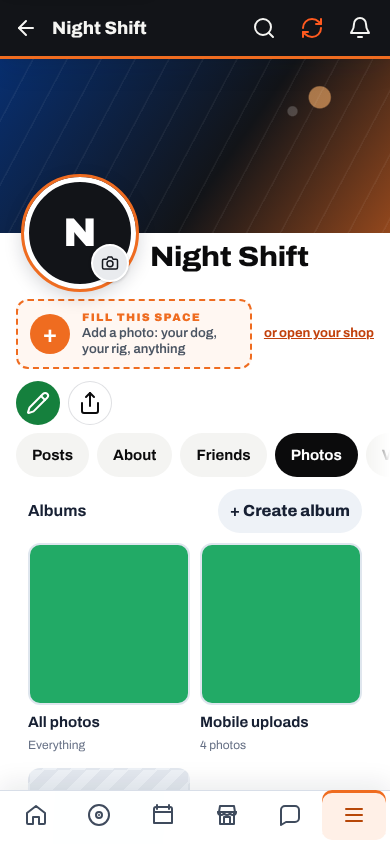 Night Shift
N
Night Shift
FILL THIS SPACE
+
Add a photo: your dog,
your rig, anything
or open your shop
Posts
About
Friends
Photos
Albums
+ Create album
All photos
Mobile uploads
Everything
4 photos